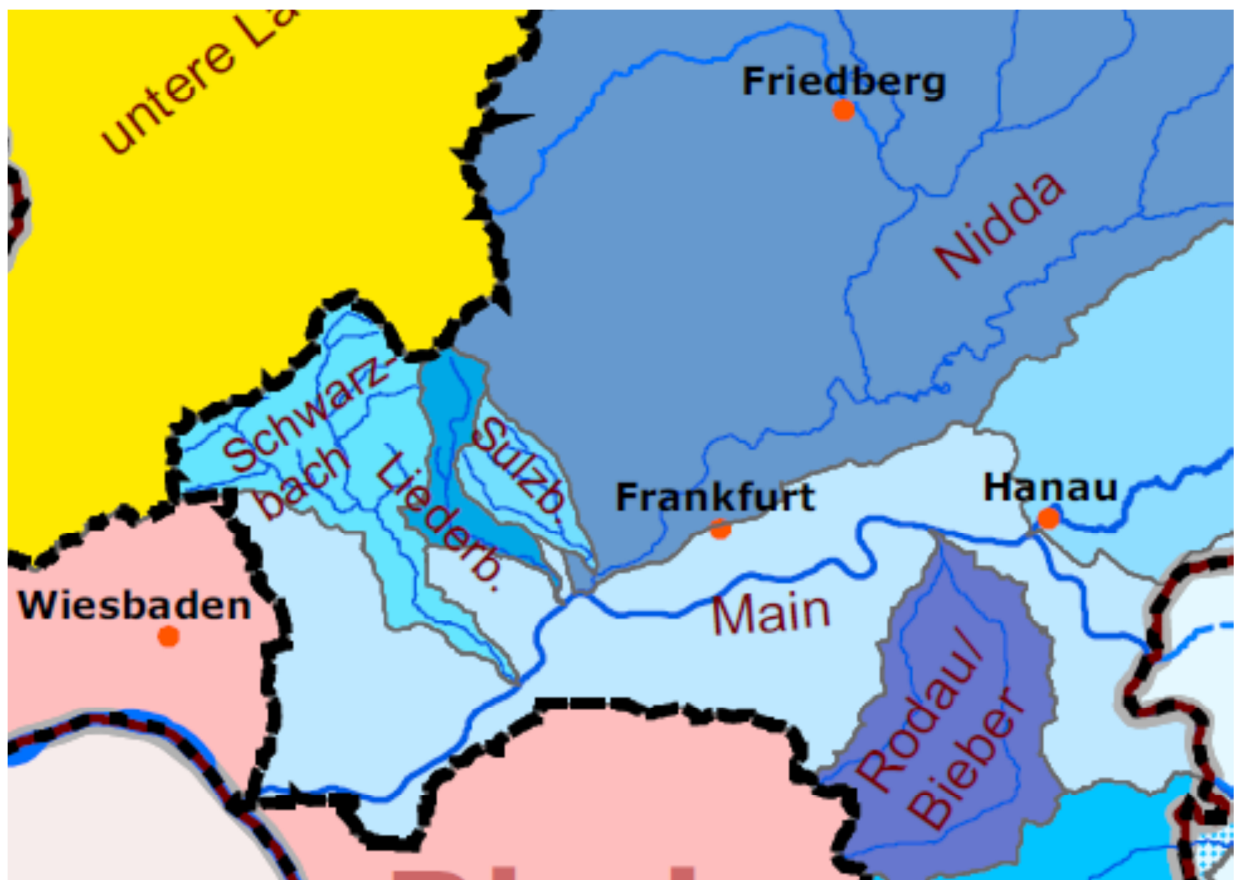 untere La
Friedberg
Nidda
Schwarz-
bach
Sulzb.
Liederb.
Frankfurt
Hanau
Wiesbaden
Main
Rodau/
Bieber